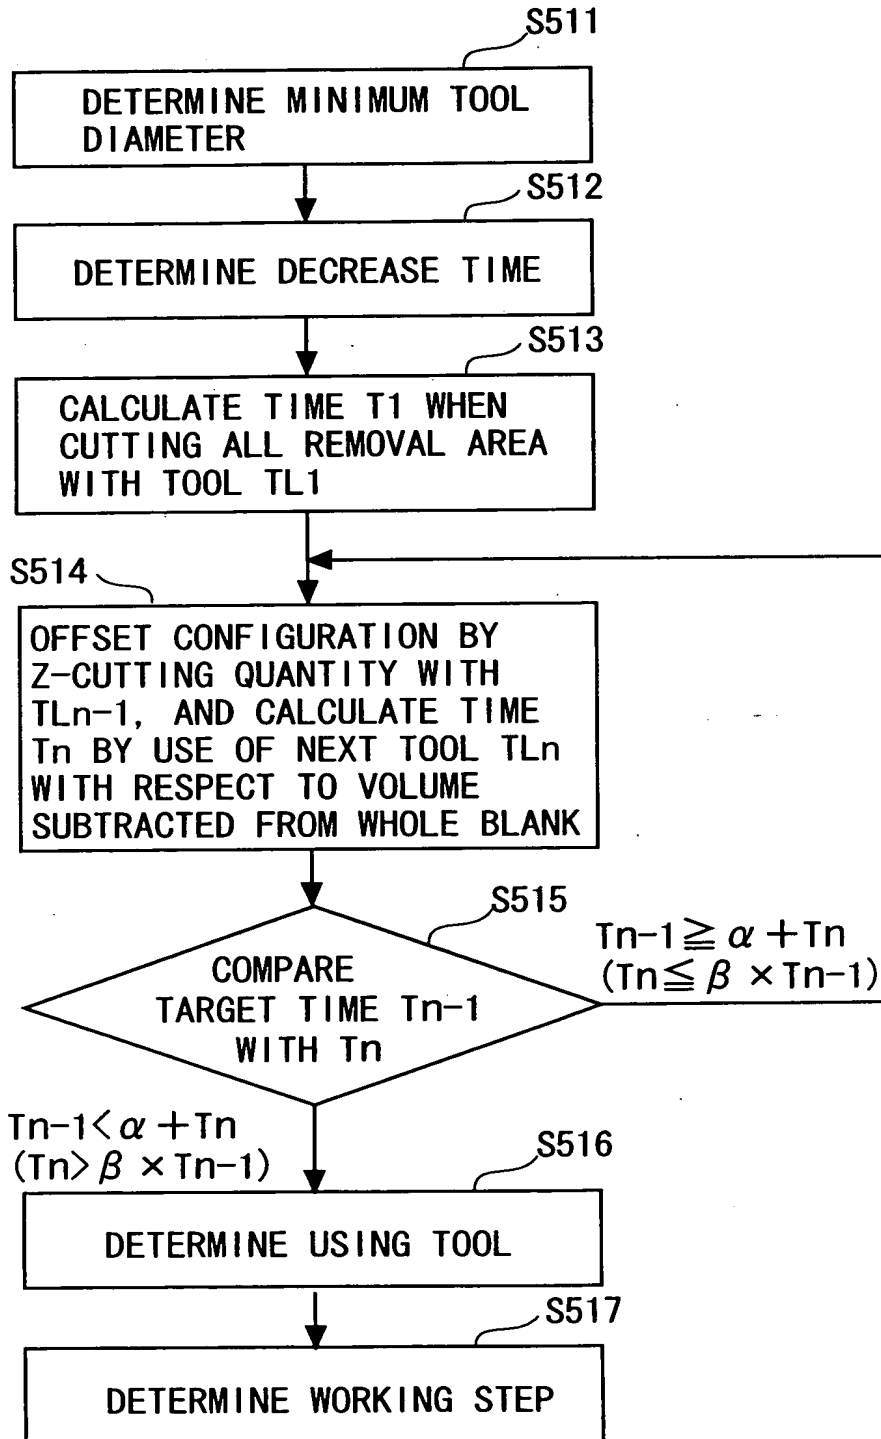 S511
DETERMINE MINIMUM TOOL
DIAMETER
S512
DETERMINE DECREASE TIME
S513
CALCULATE TIME T1 WHEN
CUTTING ALL REMOVAL AREA
WITH TOOL TL1
S514
OFFSET CONFIGURATION BY
Z-CUTTING QUANTITY WITH
TLn-1, AND CALCULATE TIME
Tn BY USE OF NEXT TOOL TLn
WITH RESPECT TO VOLUME
SUBTRACTED FROM WHOLE BLANK
S515
COMPARE
TARGET TIME Tn-1
WITH Tn
Tn-1≧α+Tn
(Tn≦β×Tn-1)
Tn-1<α+Tn
(Tn>β×Tn-1)
S516
DETERMINE USING TOOL
S517
DETERMINE WORKING STEP